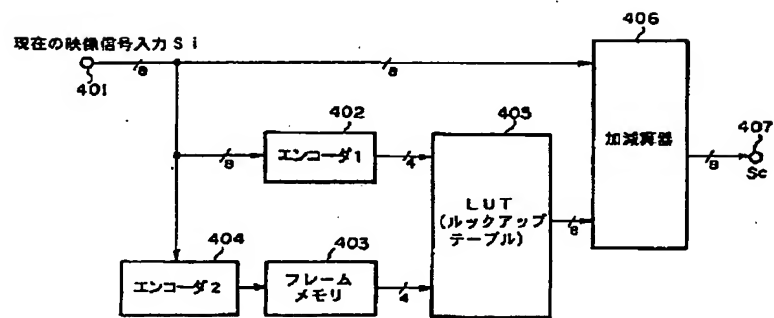 現在の映像信号入力Si
401
8
8
406
加減算器
8
407
Sc
402
8
エンコーダ1
4
405
LUT
(ルックアップ
テーブル)
8
404
エンコーダ2
403
フレーム
メモリ
4